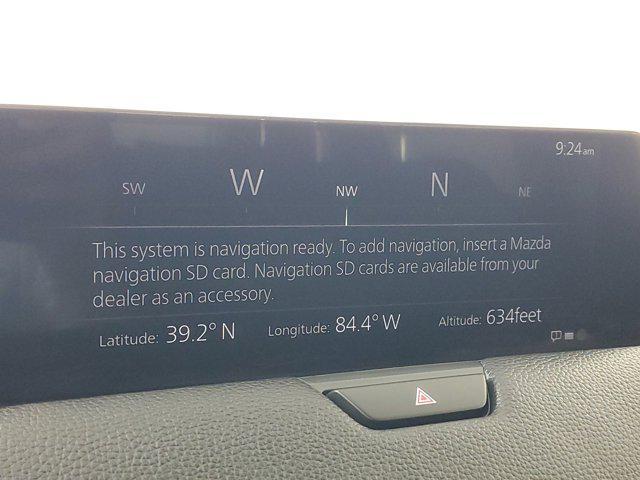 9:24am
SW W NW N NE
This system is navigation ready. To add navigation, insert a Mazda
navigation SD card. Navigation SD cards are available from your
dealer as an accessory.
Latitude: 39.2° N Longitude: 84.4° W Altitude: 634feet